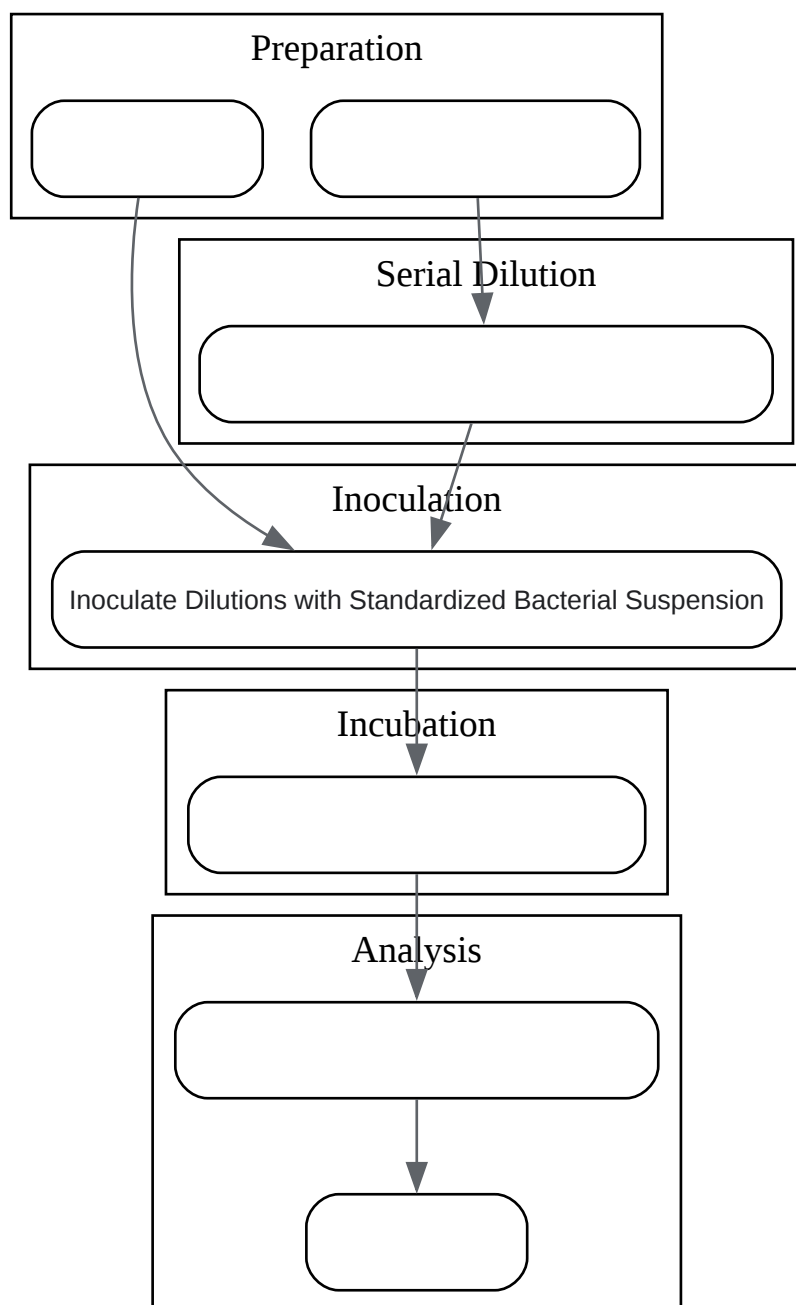 Preparation
Serial Dilution
Inoculation
Inoculate Dilutions with Standardized Bacterial Suspension
Incubation
Analysis